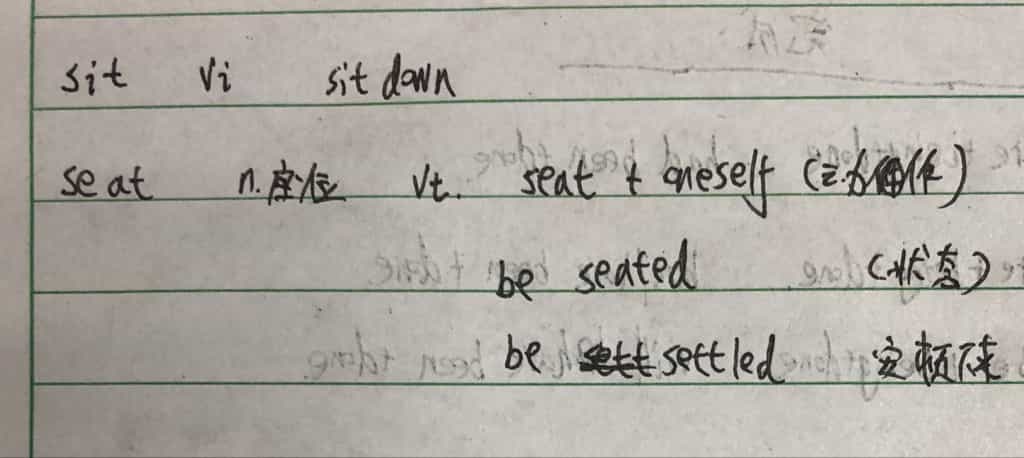 sit vi sit down
seat n.座位 vt. seat + oneself (动作)
be seated (状态)
be settled 安顿下来